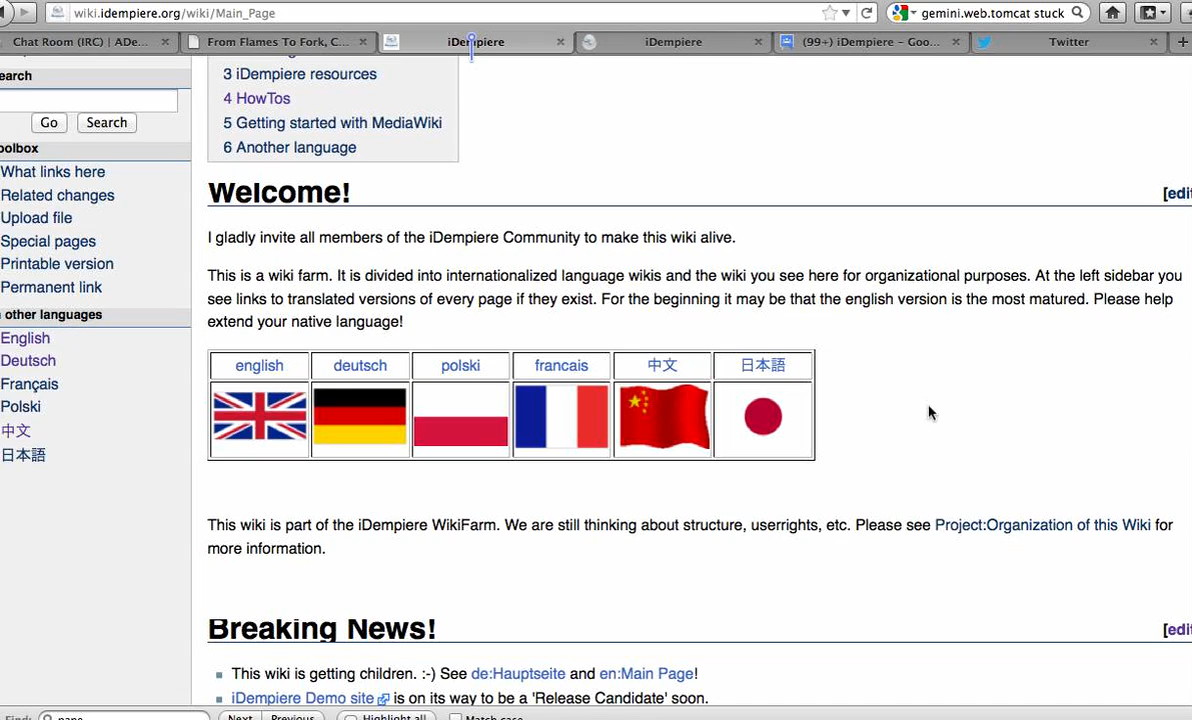 wiki.idempiere.org/wiki/Main_Page
gemini.web.tomcat stuck
Chat Room (IRC) | ADe...
From Flames To Fork, C...
iDempiere
iDempiere
(99+) iDempiere – Goo...
Twitter
earch
Go
Search
oolbox
What links here
Related changes
Upload file
Special pages
Printable version
Permanent link
other languages
English
Deutsch
Français
Polski
中文
日本語
3 iDempiere resources
4 HowTos
5 Getting started with MediaWiki
6 Another language
Welcome!
[edit
I gladly invite all members of the iDempiere Community to make this wiki alive.
This is a wiki farm. It is divided into internationalized language wikis and the wiki you see here for organizational purposes. At the left sidebar you
see links to translated versions of every page if they exist. For the beginning it may be that the english version is the most matured. Please help
extend your native language!
english deutsch polski francais 中文 日本語
This wiki is part of the iDempiere WikiFarm. We are still thinking about structure, userrights, etc. Please see Project:Organization of this Wiki for
more information.
Breaking News!
[edit
This wiki is getting children. :-) See de:Hauptseite and en:Main Page!
iDempiere Demo site is on its way to be a 'Release Candidate' soon.
Find:
Next
Previous
Highlight all
Match case